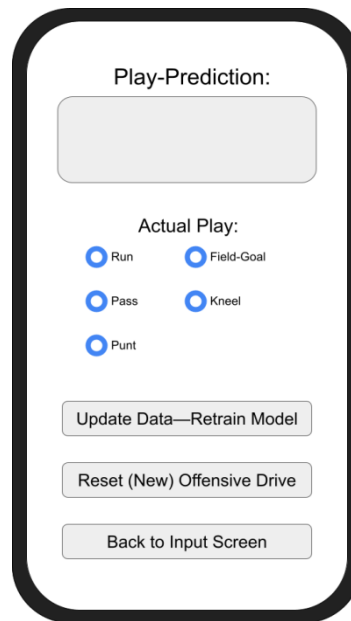 Play-Prediction:
Actual Play:
Run
Field-Goal
Pass
Kneel
Punt
Update Data—Retrain Model
Reset (New) Offensive Drive
Back to Input Screen